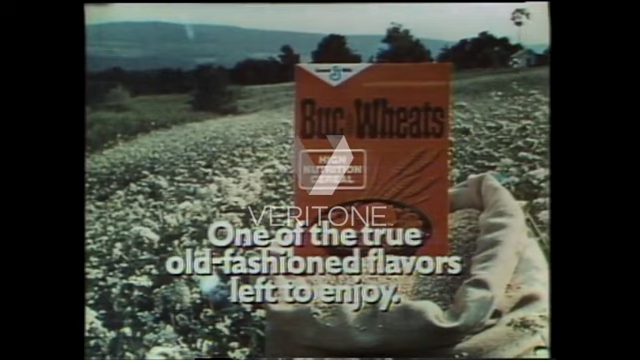 Buc Wheats
HIGH
NUTRITION
CEREAL
VERITONE
One of the true
old-fashioned flavors
left to enjoy.